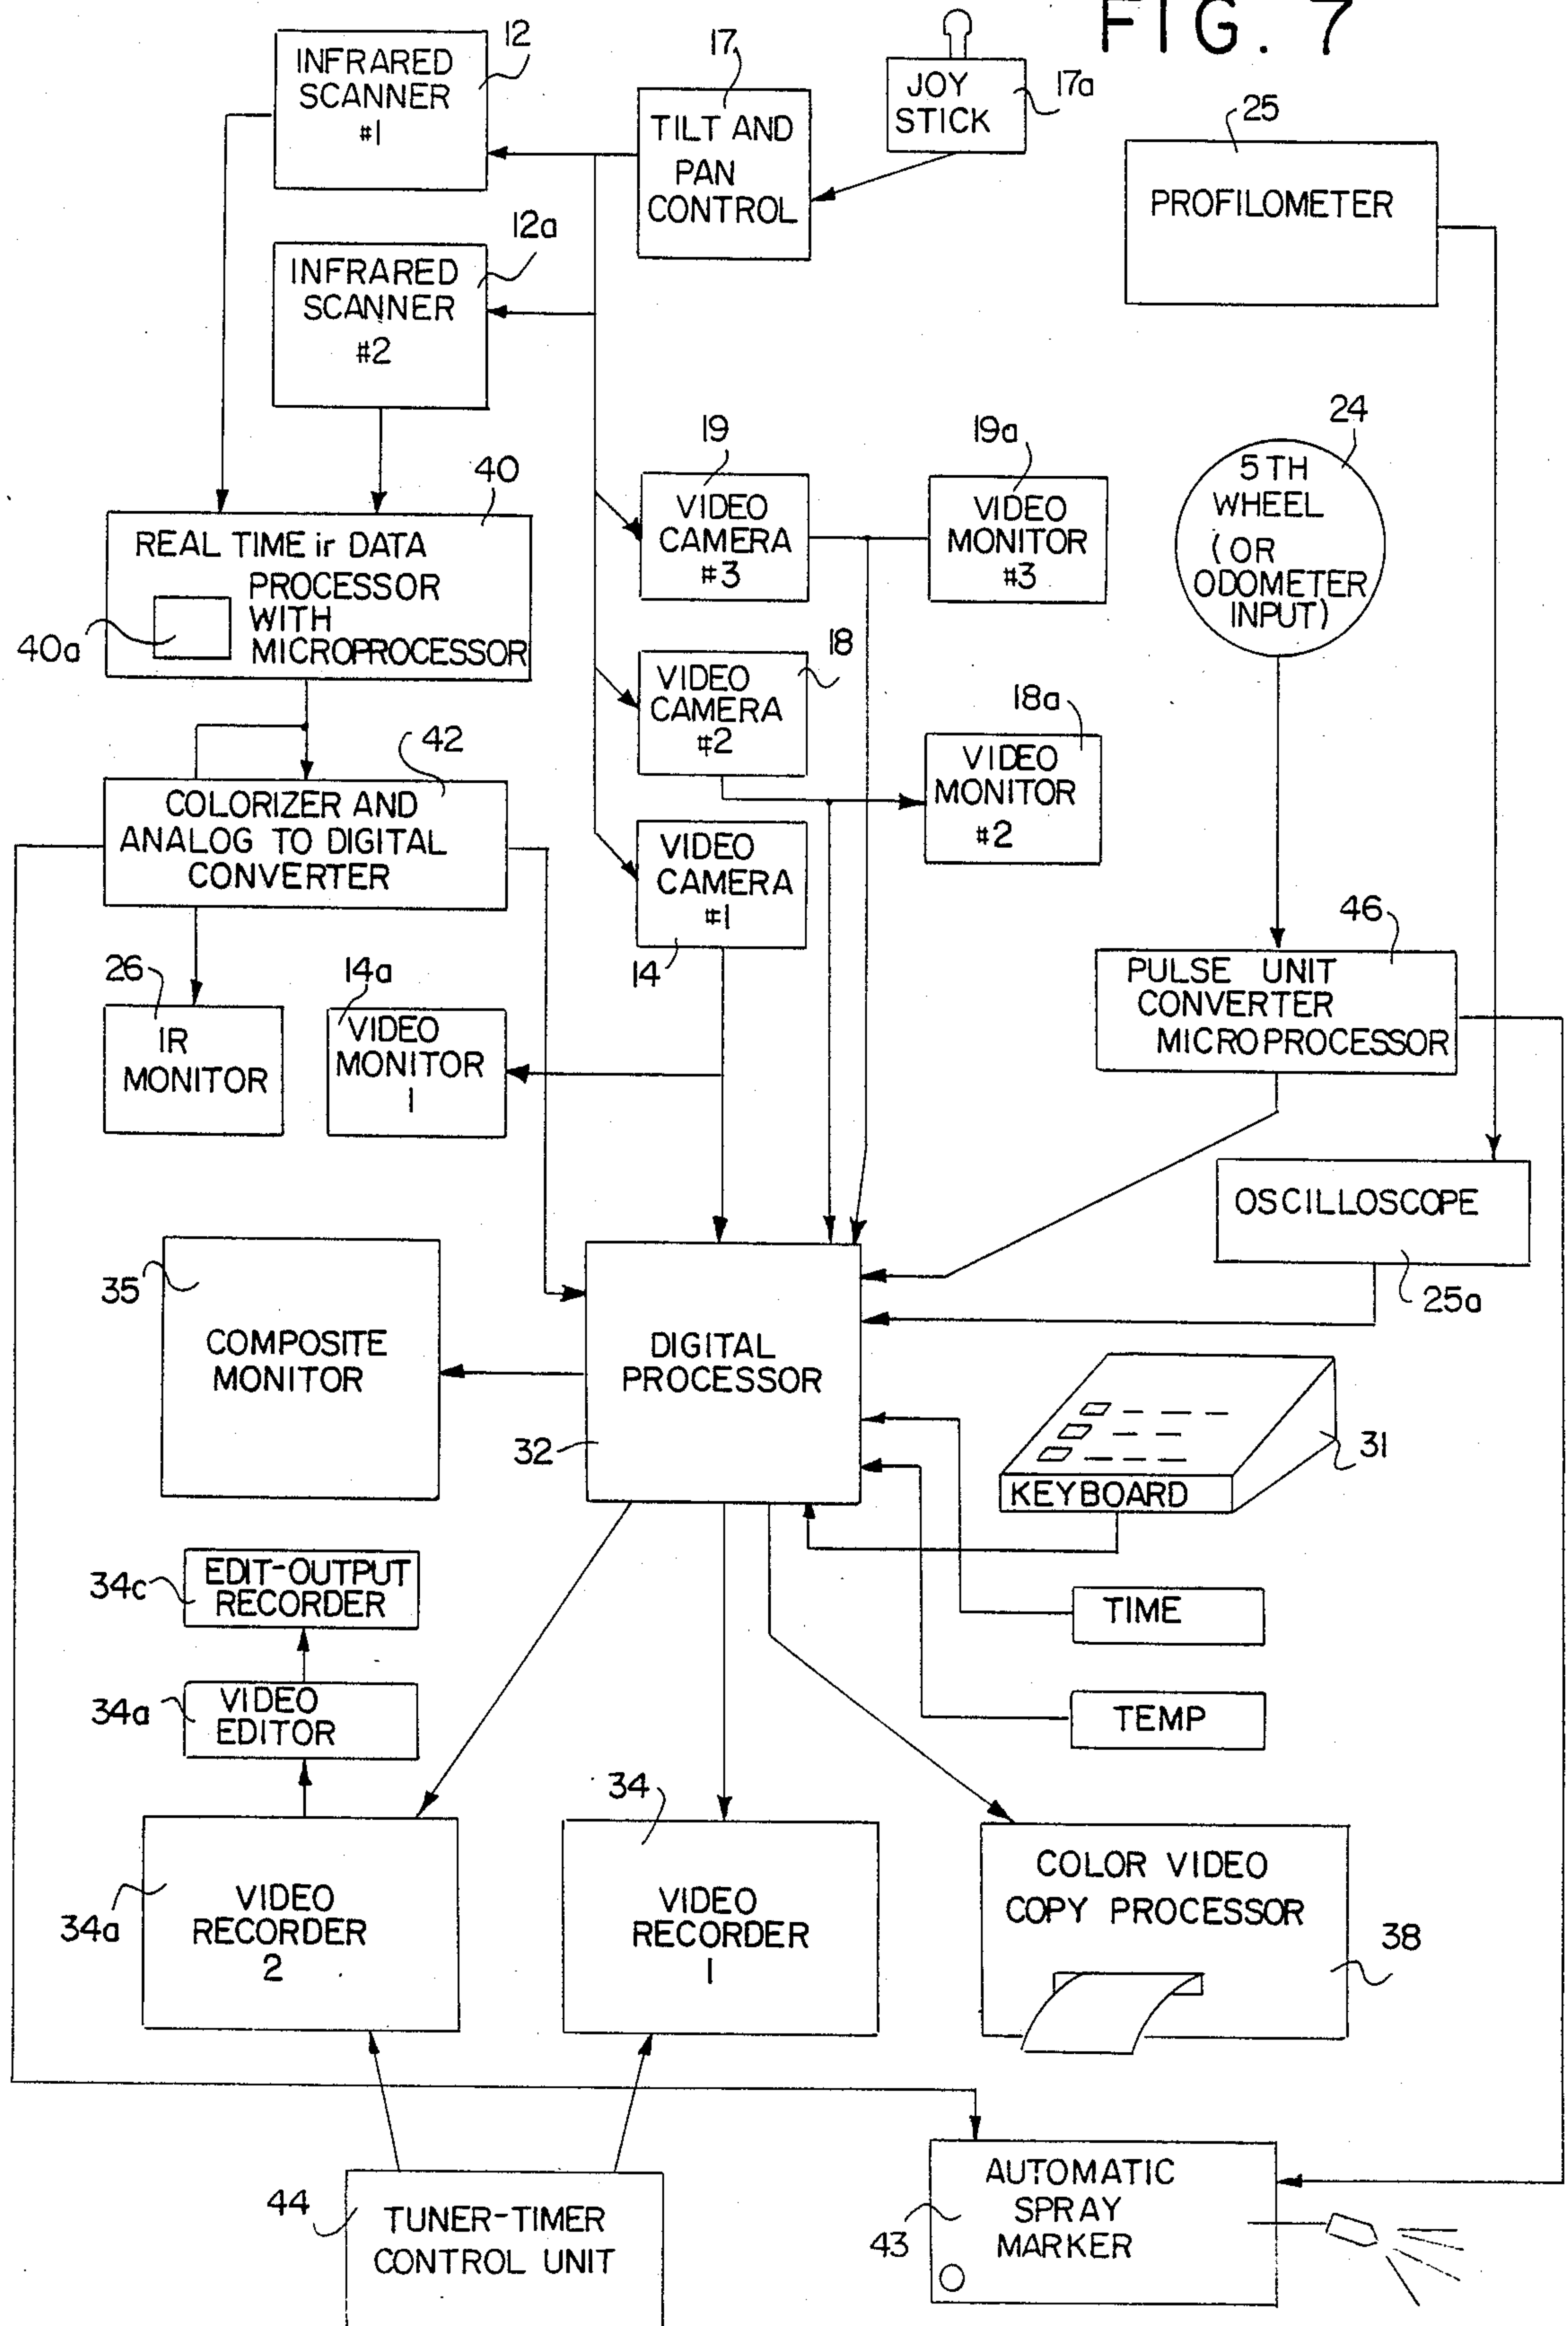 FIG. 7
12
INFRARED
SCANNER
#1
17
TILT AND
PAN
CONTROL
JOY
STICK
17a
25
PROFILOMETER
12a
INFRARED
SCANNER
#2
40
REAL TIME ir DATA
PROCESSOR
WITH
MICROPROCESSOR
40a
19
VIDEO
CAMERA
#3
19a
VIDEO
MONITOR
#3
24
5TH
WHEEL
(OR
ODOMETER
INPUT)
18
VIDEO
CAMERA
#2
18a
VIDEO
MONITOR
#2
42
COLORIZER AND
ANALOG TO DIGITAL
CONVERTER
VIDEO
CAMERA
#1
14
46
PULSE UNIT
CONVERTER
MICROPROCESSOR
26
IR
MONITOR
14a
VIDEO
MONITOR
1
OSCILLOSCOPE
25a
35
COMPOSITE
MONITOR
DIGITAL
PROCESSOR
32
31
KEYBOARD
34c
EDIT-OUTPUT
RECORDER
TIME
34a
VIDEO
EDITOR
TEMP
34a
VIDEO
RECORDER
2
34
VIDEO
RECORDER
1
COLOR VIDEO
COPY PROCESSOR
38
44
TUNER-TIMER
CONTROL UNIT
43
AUTOMATIC
SPRAY
MARKER